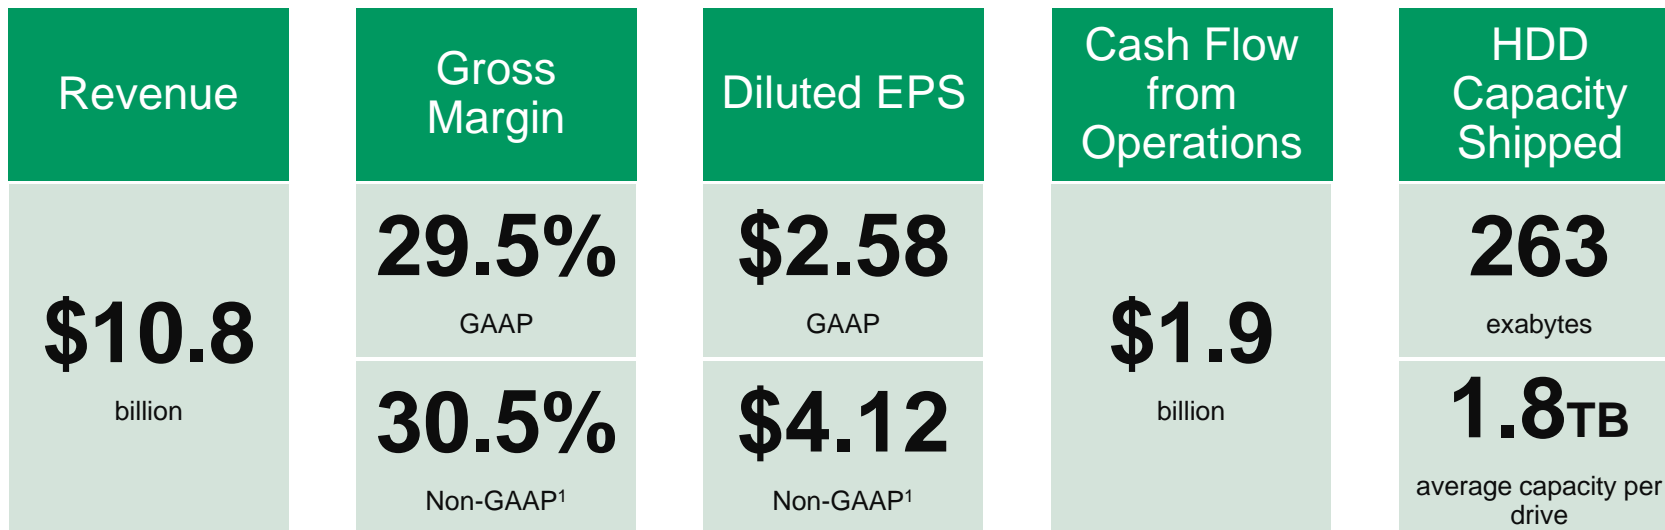 Revenue
$10.8
billion
Gross
Margin
29.5%
GAAP
30.5%
Non-GAAP¹
Diluted EPS
$2.58
GAAP
$4.12
Non-GAAP¹
Cash Flow
from
Operations
$1.9
billion
HDD
Capacity
Shipped
263
exabytes
1.8TB
average capacity per
drive